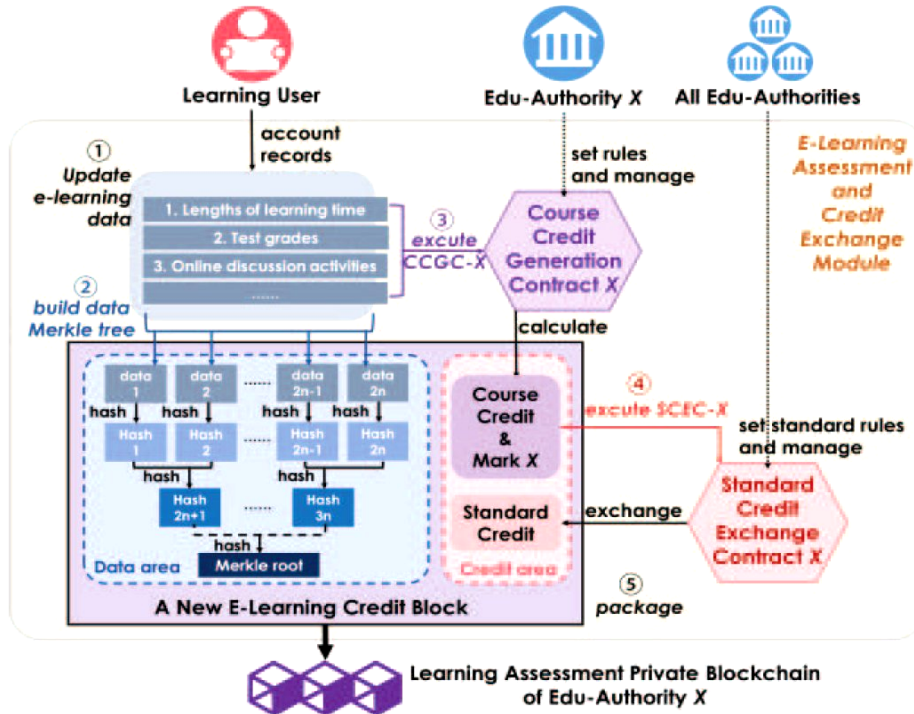 Learning User
Edu-Authority X
All Edu-Authorities
①
Update
e-learning
data
account
records
set rules
and manage
E-Learning
Assessment
and
Credit
Exchange
Module
1. Lengths of learning time
2. Test grades
3. Online discussion activities
......
③
excute
CCGC-X
Course
Credit
Generation
Contract X
②
build data
Merkle tree
calculate
data
1
data
2
......
data
2n-1
data
2n
hash
hash
hash
hash
Hash
1
Hash
2
......
Hash
2n-1
Hash
2n
hash
hash
Hash
2n+1
......
Hash
3n
hash
Merkle root
Data area
Course
Credit
&
Mark X
④
excute SCEC-X
set standard rules
and manage
Standard
Credit
exchange
Standard
Credit
Exchange
Contract X
Credit area
A New E-Learning Credit Block
⑤
package
Learning Assessment Private Blockchain
of Edu-Authority X